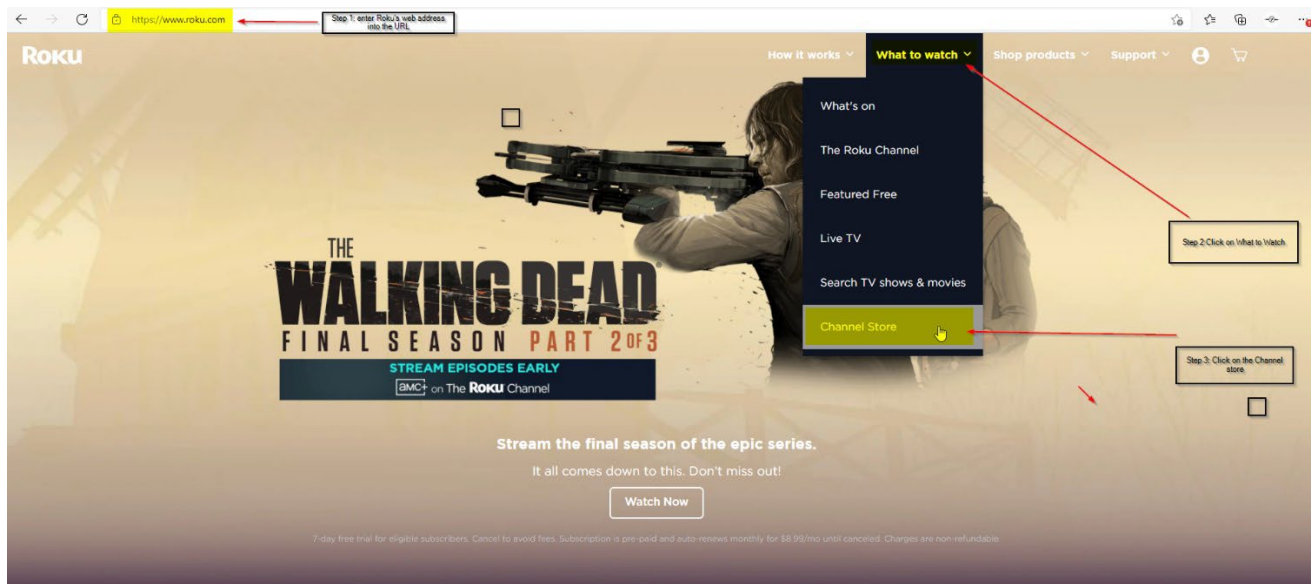 https://www.roku.com
Step 1: enter Roku's web address
into the URL
ROKU
How it works
What to watch
Shop products
Support
What's on
The Roku Channel
Featured Free
Live TV
Search TV shows & movies
Channel Store
Step 2:Click on What to Watch
Step 3: Click on the Channel
store
THE
WALKING DEAD
FINAL SEASON PART 2 OF 3
STREAM EPISODES EARLY
aMC+ on The ROKU Channel
Stream the final season of the epic series.
It all comes down to this. Don't miss out!
Watch Now
7-day free trial for eligible subscribers. Cancel to avoid fees. Subscription is pre-paid and auto-renews monthly for $8.99/mo until canceled. Charges are non-refundable